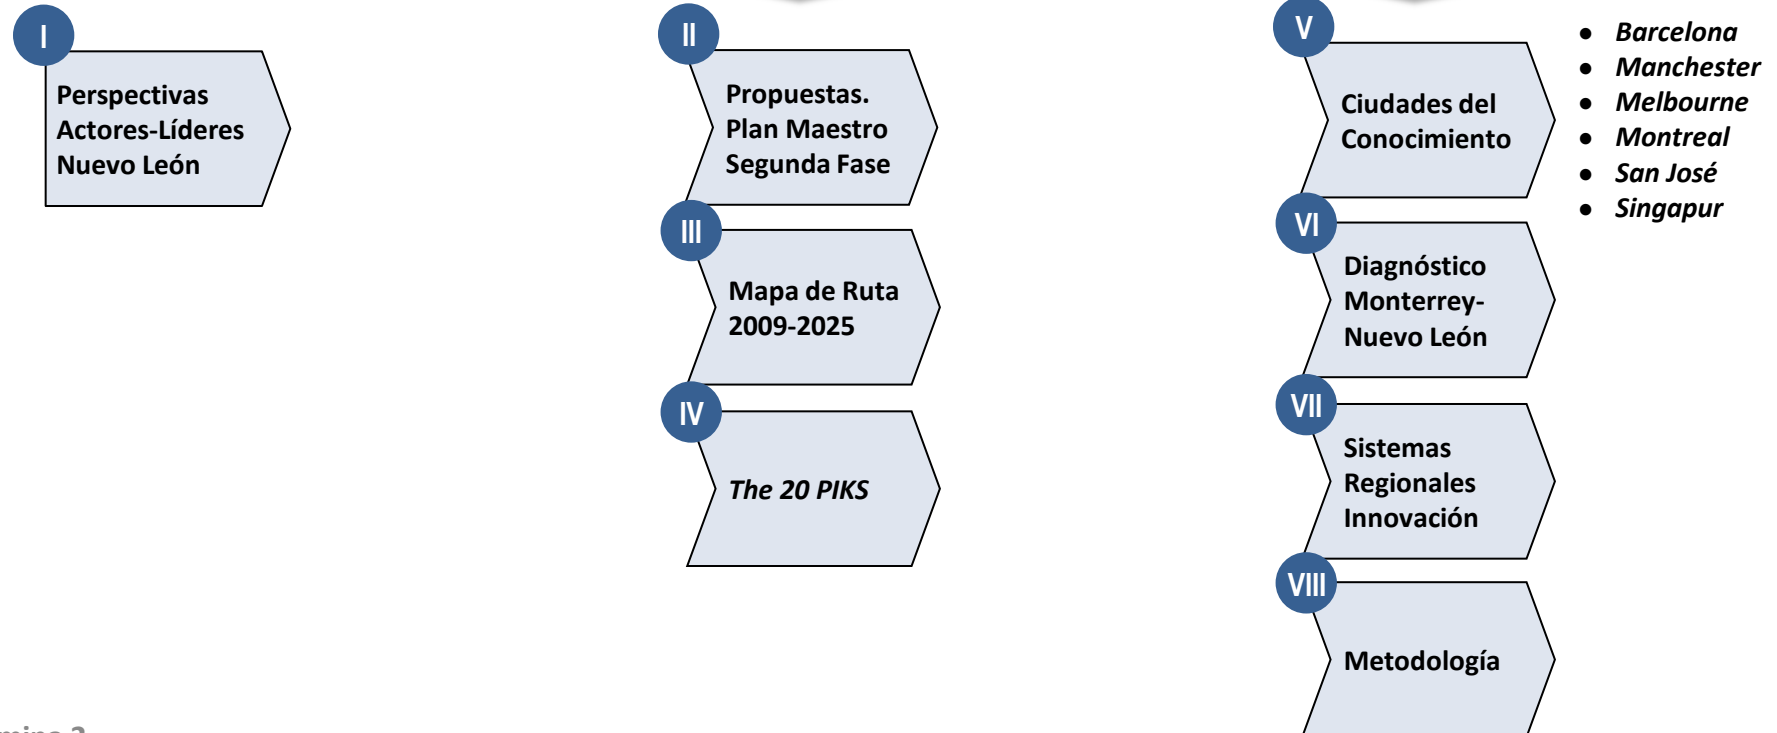 I
Perspectivas
Actores-Líderes
Nuevo León
II
Propuestas.
Plan Maestro
Segunda Fase
III
Mapa de Ruta
2009-2025
IV
The 20 PIKS
V
Ciudades del
Conocimiento
● Barcelona
● Manchester
● Melbourne
● Montreal
● San José
● Singapur
VI
Diagnóstico
Monterrey-
Nuevo León
VII
Sistemas
Regionales
Innovación
VIII
Metodología